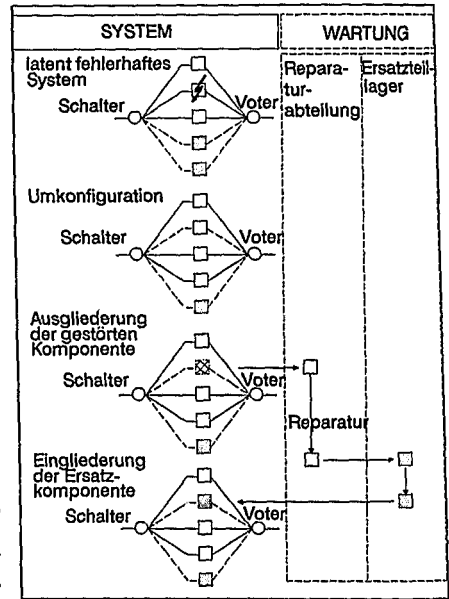 SYSTEM
WARTUNG
latent fehlerhaftes
System
Schalter
Voter
Repara-
tur-
abteilung
Ersatzteil-
lager
Umkonfiguration
Schalter
Voter
Ausgliederung
der gestörten
Komponente
Schalter
Voter
Reparatur
Eingliederung
der Ersatz-
komponente
Schalter
Voter